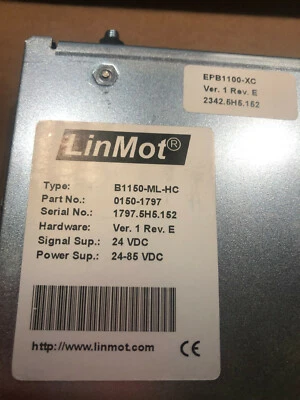 EPB1100-XC
Ver. 1 Rev. E
2342.5H5.152
LinMot®
Type: B1150-ML-HC
Part No.: 0150-1797
Serial No.: 1797.5H5.152
Hardware: Ver. 1 Rev. E
Signal Sup.: 24 VDC
Power Sup.: 24-85 VDC
http://www.linmot.com CE